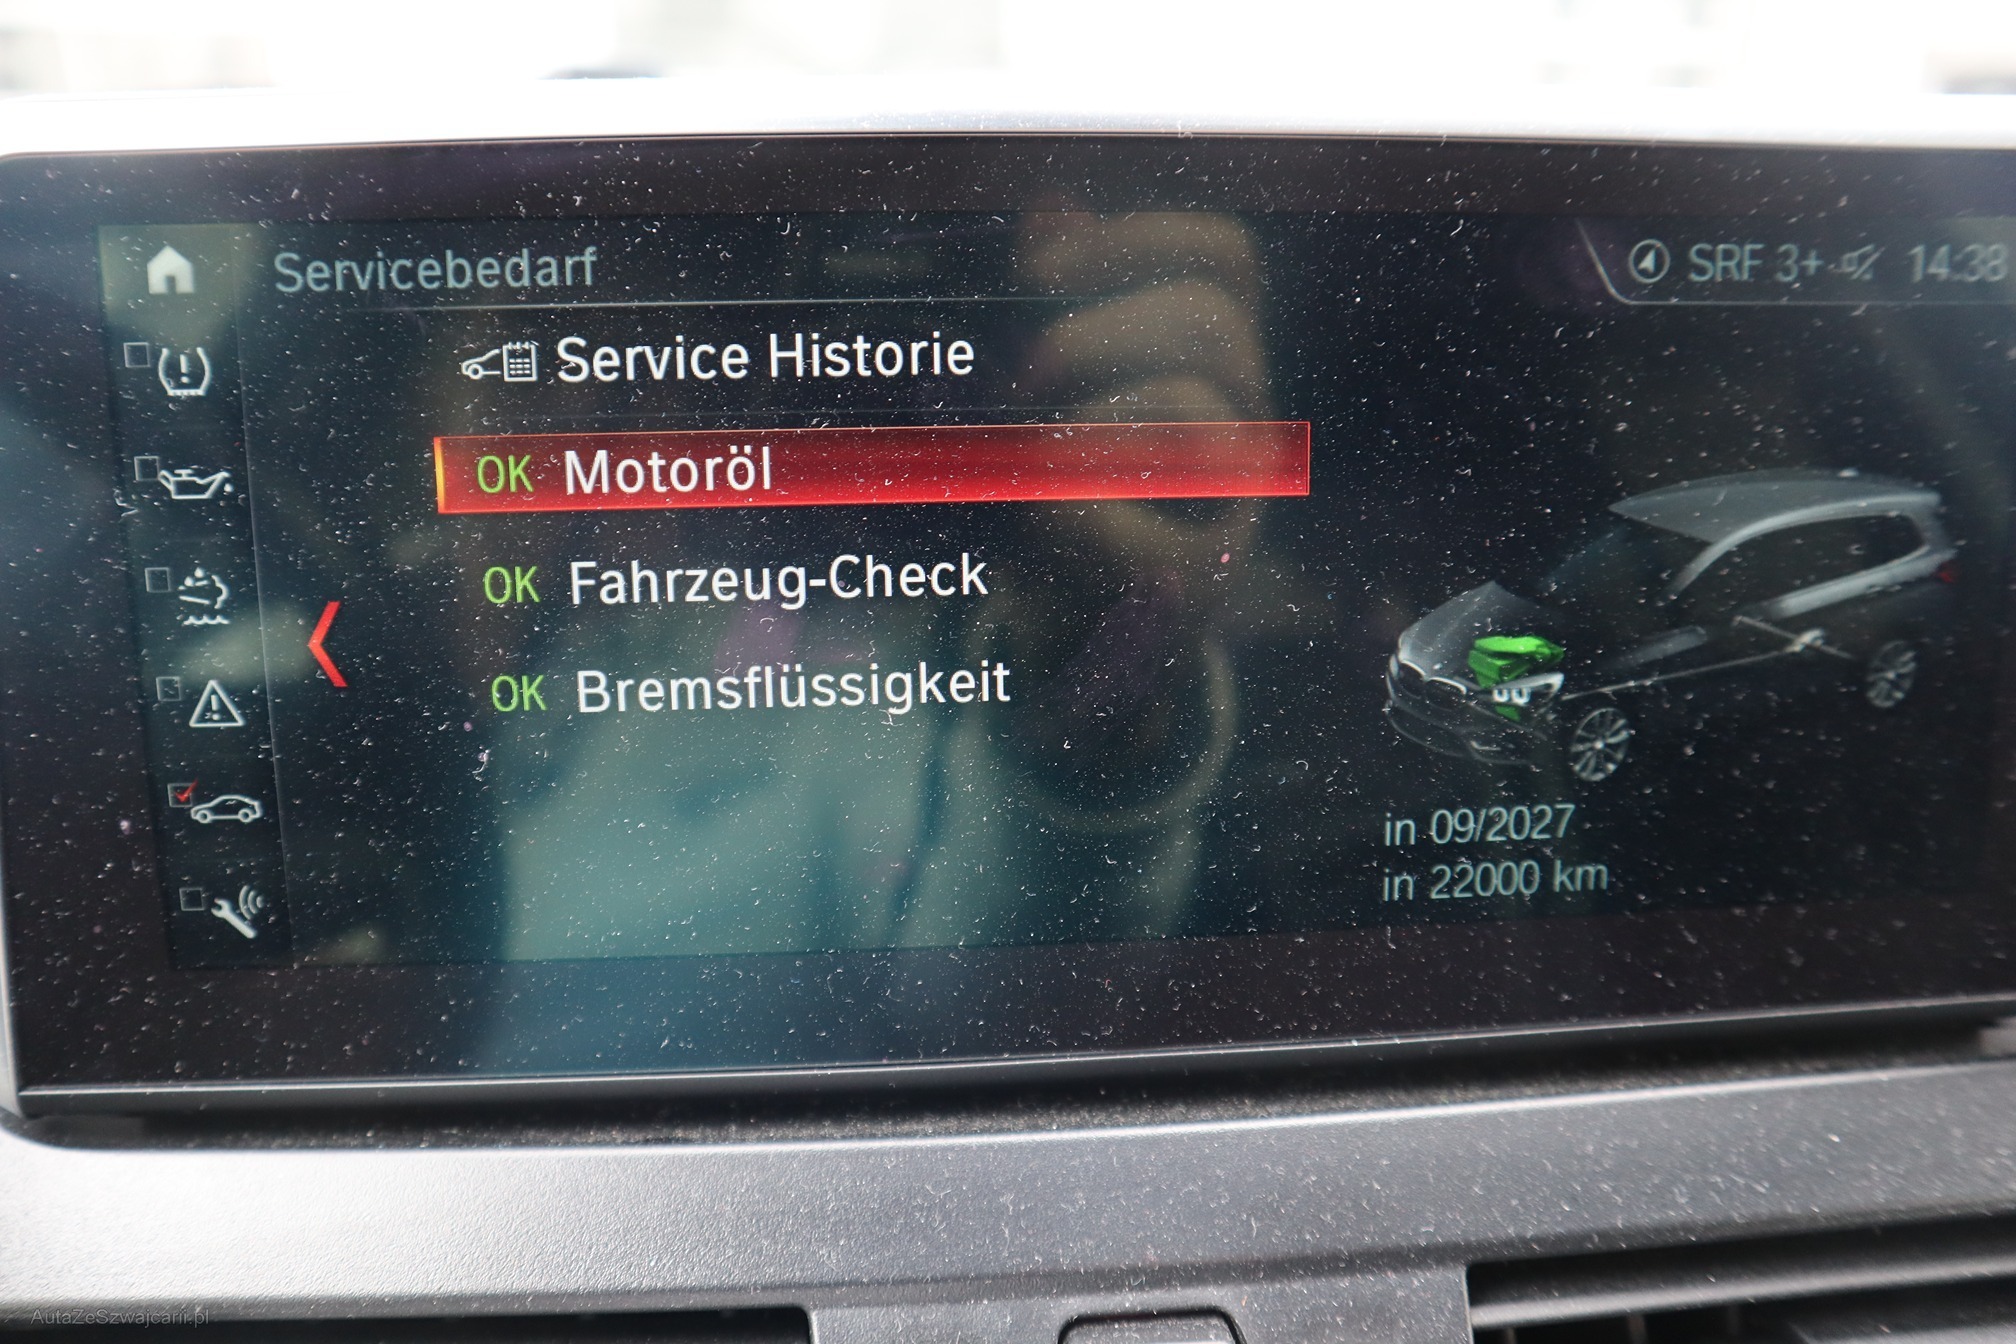 Servicebedarf
SRF 3+ 14:38
Service Historie
OK Motoröl
OK Fahrzeug-Check
OK Bremsflüssigkeit
in 09/2027
in 22000 km
AutaZeSzwajcarii.pl